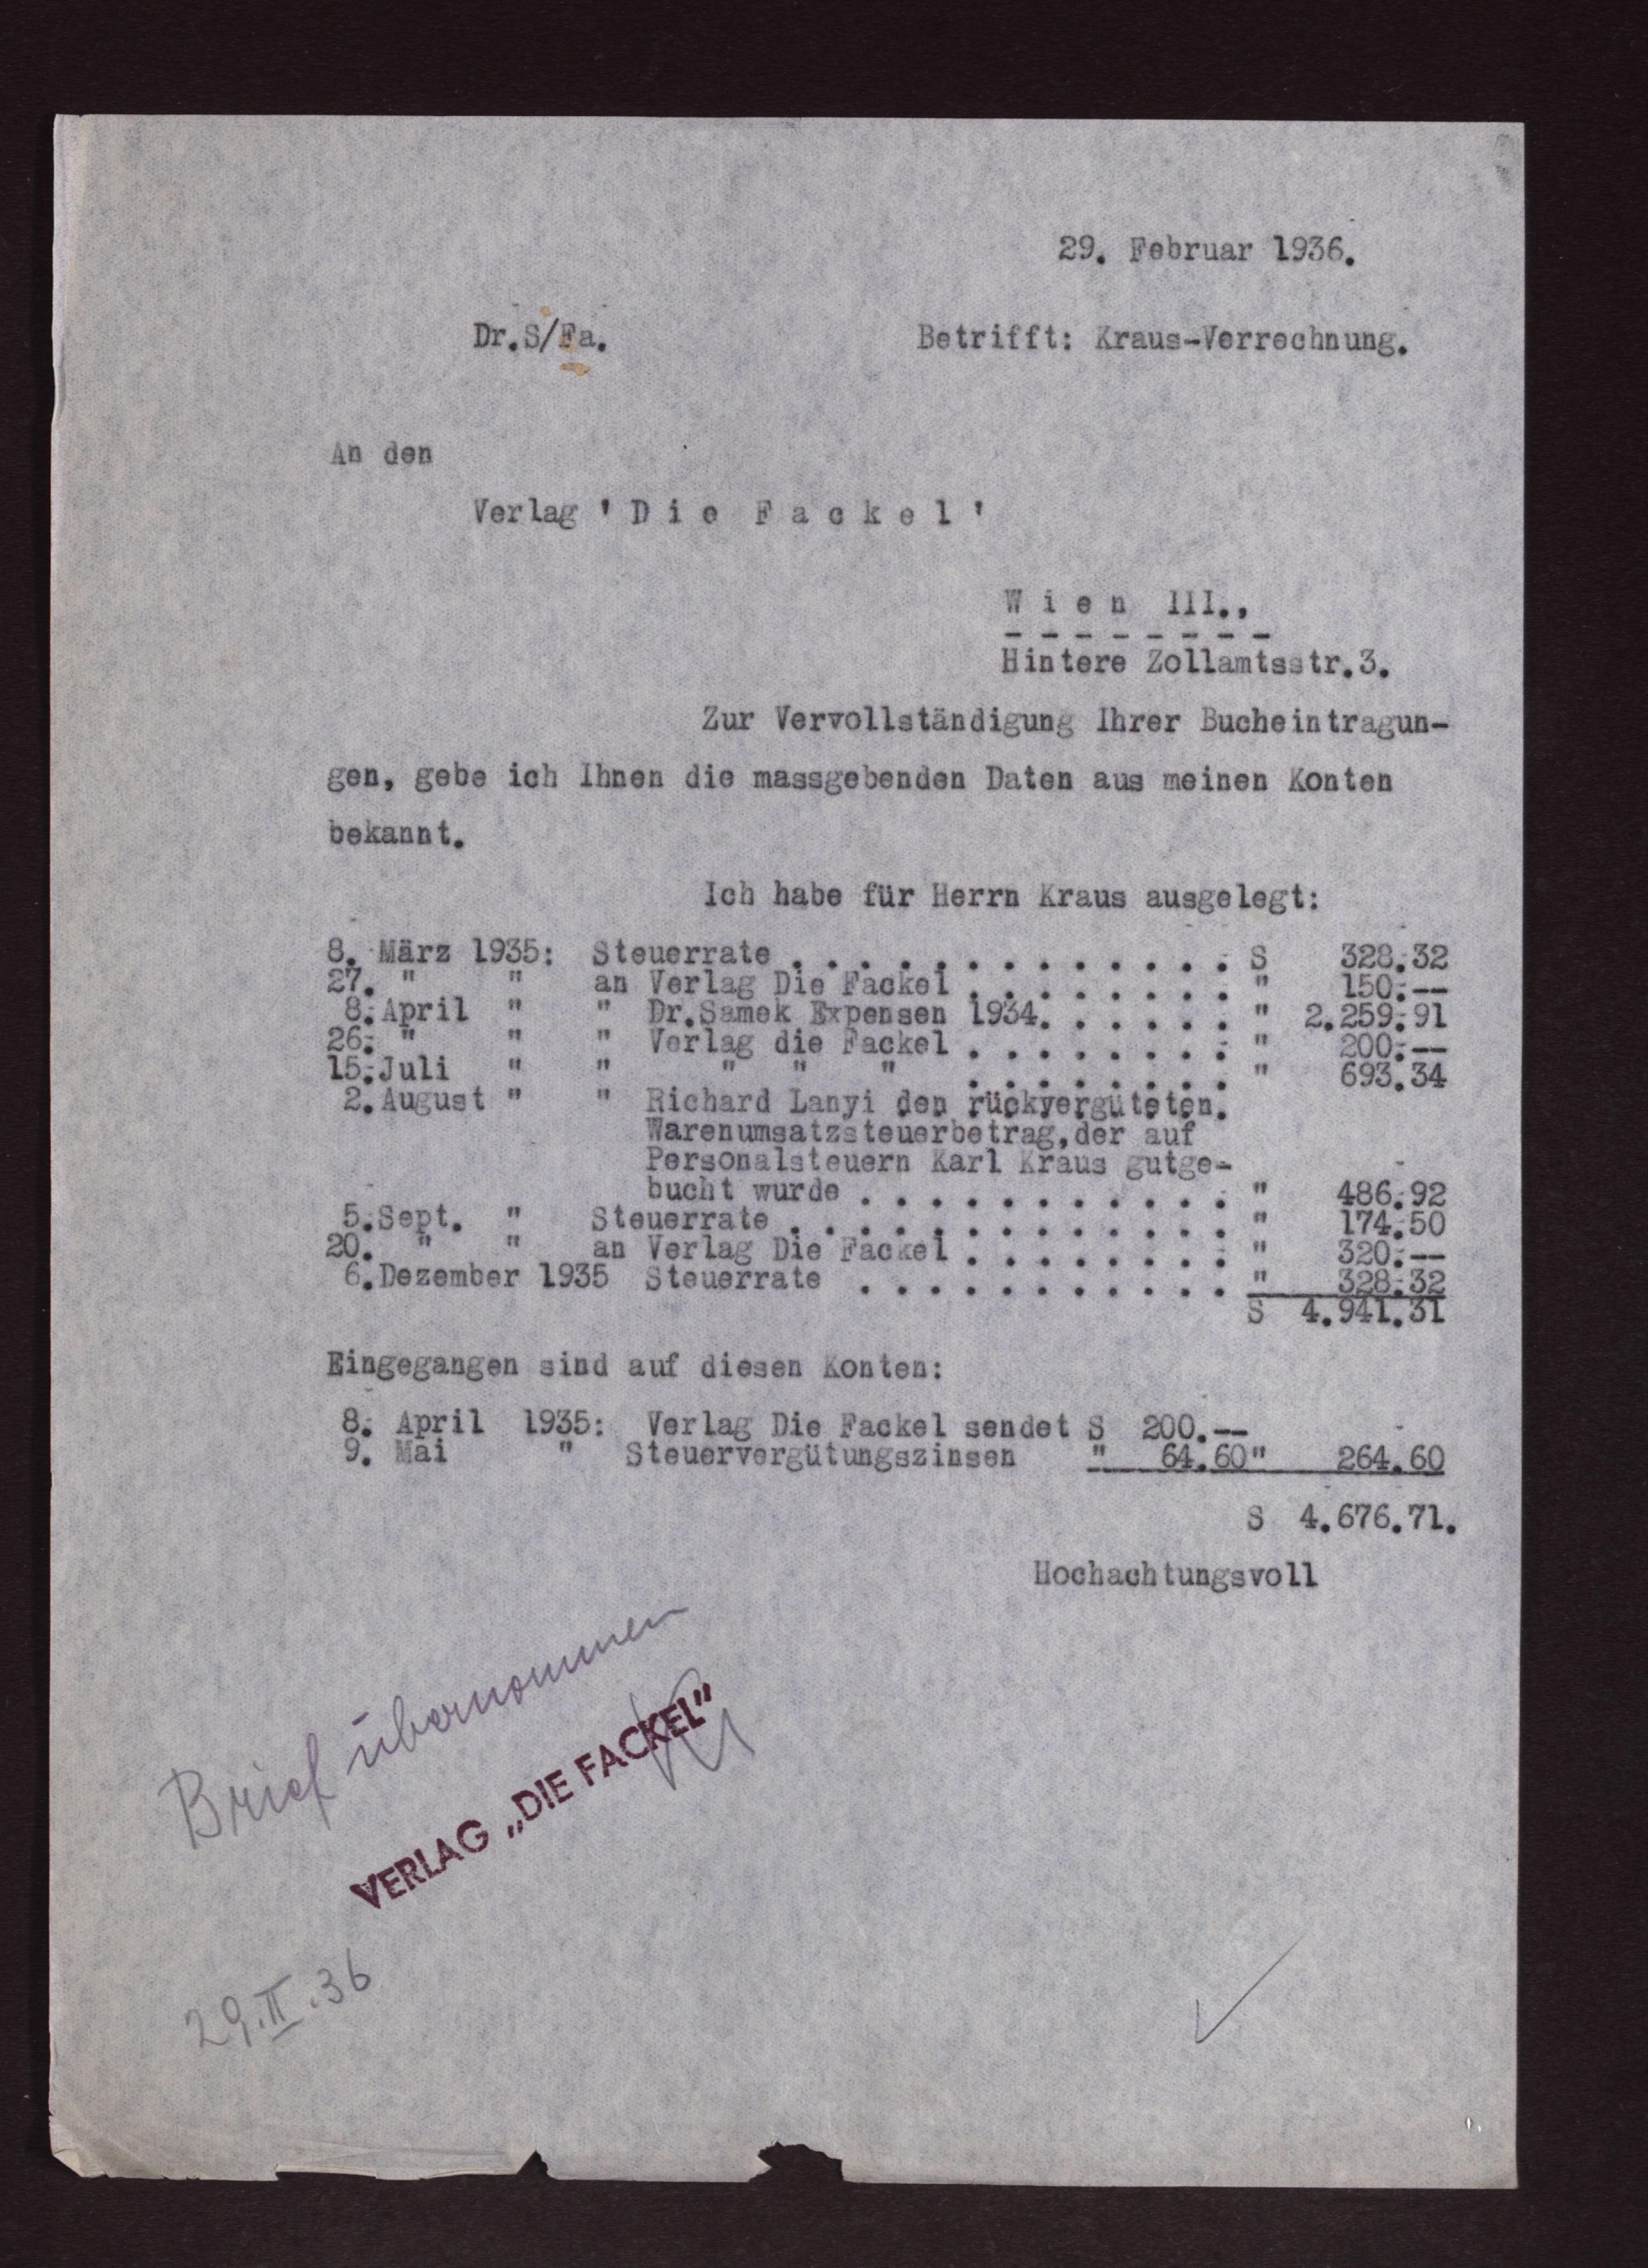 29. Februar 1936.
Dr.S/Fa.
Betrifft: Kraus-Verrechnung.
An den
Verlag ' D i e  F a c k e l '
W i e n  III.,
- - - - - - - -
Hintere Zollamtsstr.3.
Zur Vervollständigung Ihrer Bucheintragun-
gen, gebe ich Ihnen die massgebenden Daten aus meinen Konten
bekannt.
Ich habe für Herrn Kraus ausgelegt:
8. März 1935: Steuerrate . . . . . . . . . . . . . S 328.32
27. " " an Verlag Die Fackel . . . . . . . . " 150.--
8.April " " Dr.Samek Expensen 1934. . . . . . " 2.259.91
26. " " " Verlag die Fackel . . . . . . . . " 200.--
15.Juli " " " " " . . . . . . . . " 693.34
2.August " " Richard Lanyi den rückvergüteten.
Warenumsatzsteuerbetrag,der auf
Personalsteuern Karl Kraus gutge-
bucht wurde . . . . . . . . . . . " 486.92
5.Sept. " Steuerrate . . . . . . . . . . . . . " 174.50
20. " " an Verlag Die Fackel . . . . . . . . " 320.--
6.Dezember 1935 Steuerrate . . . . . . . . . . . " 328.32
S 4.941.31
Eingegangen sind auf diesen Konten:
8. April 1935: Verlag Die Fackel sendet S 200.--
9. Mai " Steuervergütungszinsen " 64.60" 264.60
S 4.676.71.
Hochachtungsvoll
Brief übernommen
VERLAG „DIE FACKEL"
29.II.36